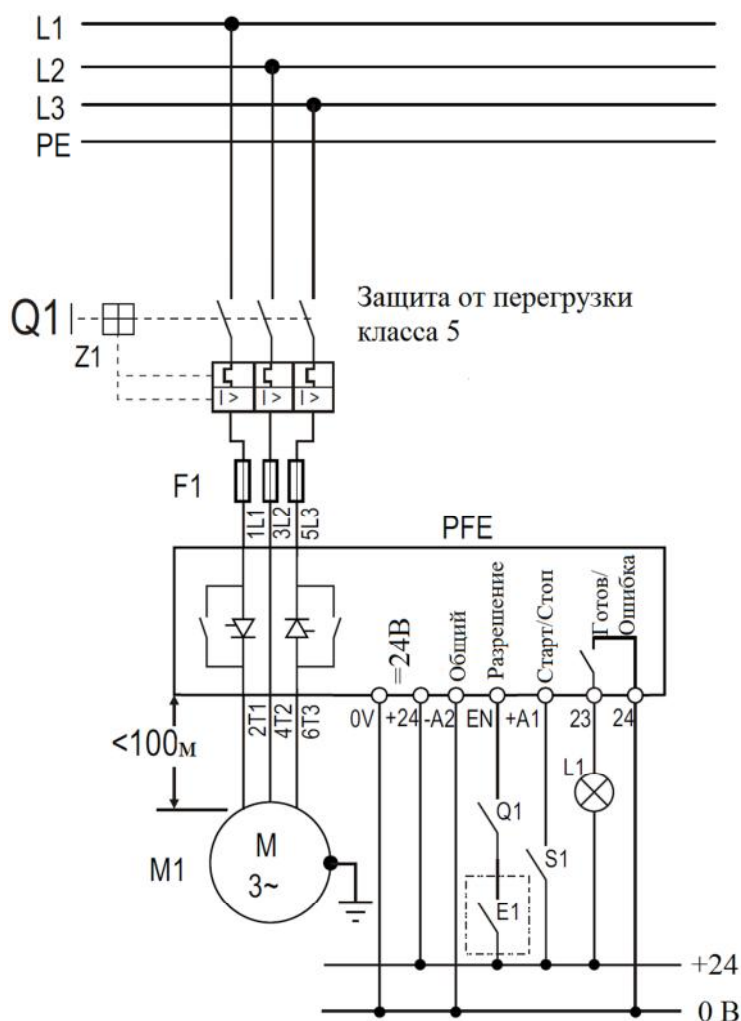 L1
L2
L3
PE
Q1
Z1
Защита от перегрузки
класса 5
I >
I >
I >
F1
1L1
3L2
5L3
PFE
=24В
Общий
Разрешение
Старт/Стоп
Готов/
Ошибка
2T1
4T2
6T3
0V
+24
-A2
EN
+A1
23
24
<100м
L1
Q1
S1
E1
M1
M
3~
+24
0 В